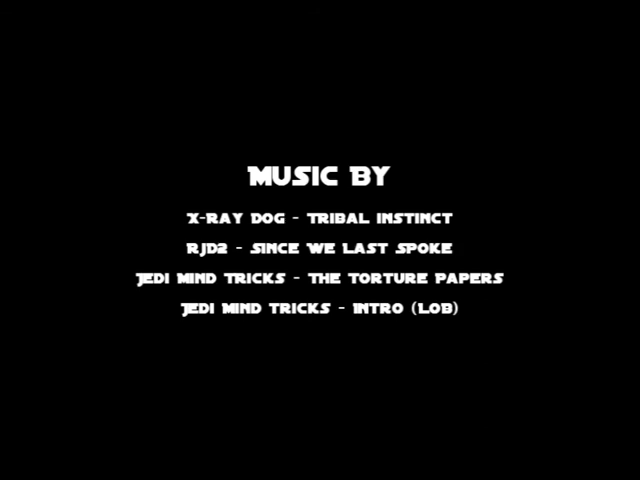 Music By
X-Ray Dog - Tribal Instinct
RJD2 - Since We Last Spoke
Jedi Mind Tricks - The Torture Papers
Jedi Mind Tricks - Intro (LOB)